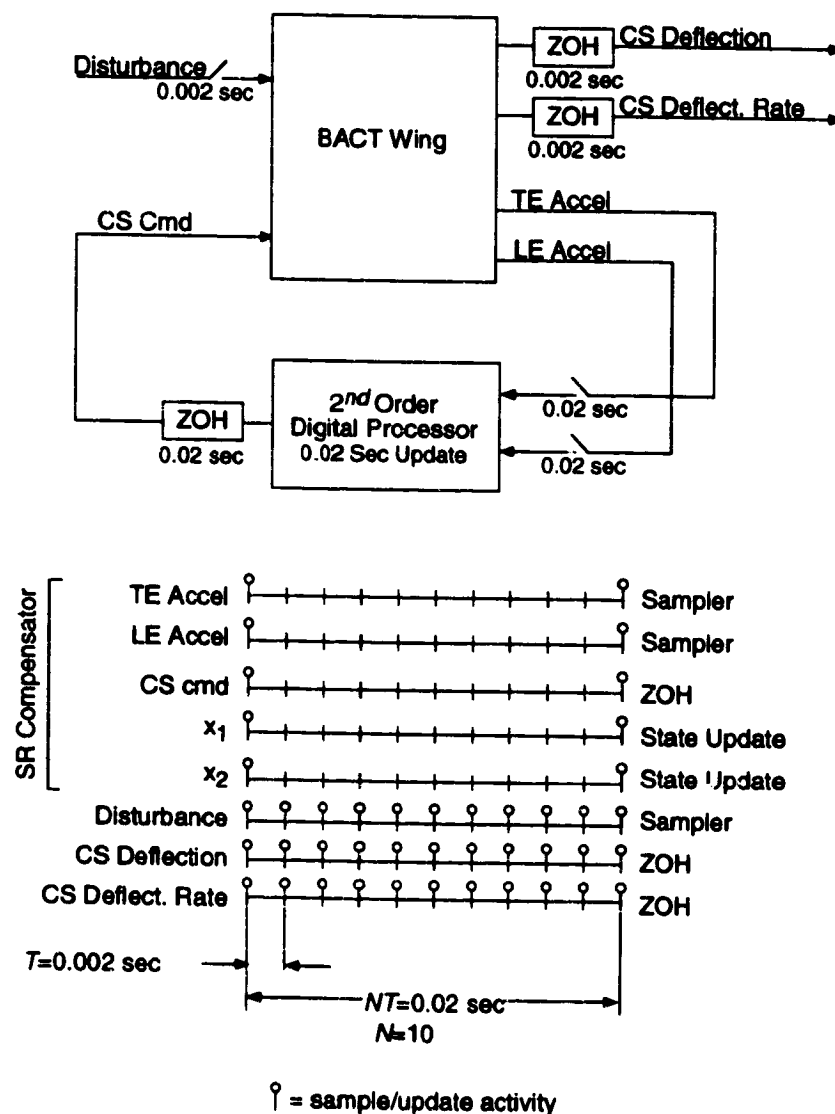 Disturbance
0.002 sec
BACT Wing
ZOH
CS Deflection
0.002 sec
ZOH
CS Deflect. Rate
0.002 sec
TE Accel
LE Accel
CS Cmd
ZOH
0.02 sec
2nd Order
Digital Processor
0.02 Sec Update
0.02 sec
0.02 sec
SR Compensator
TE Accel Sampler
LE Accel Sampler
CS cmd ZOH
x1 State Update
x2 State Update
Disturbance Sampler
CS Deflection ZOH
CS Deflect. Rate ZOH
T=0.002 sec
NT=0.02 sec
N=10
= sample/update activity